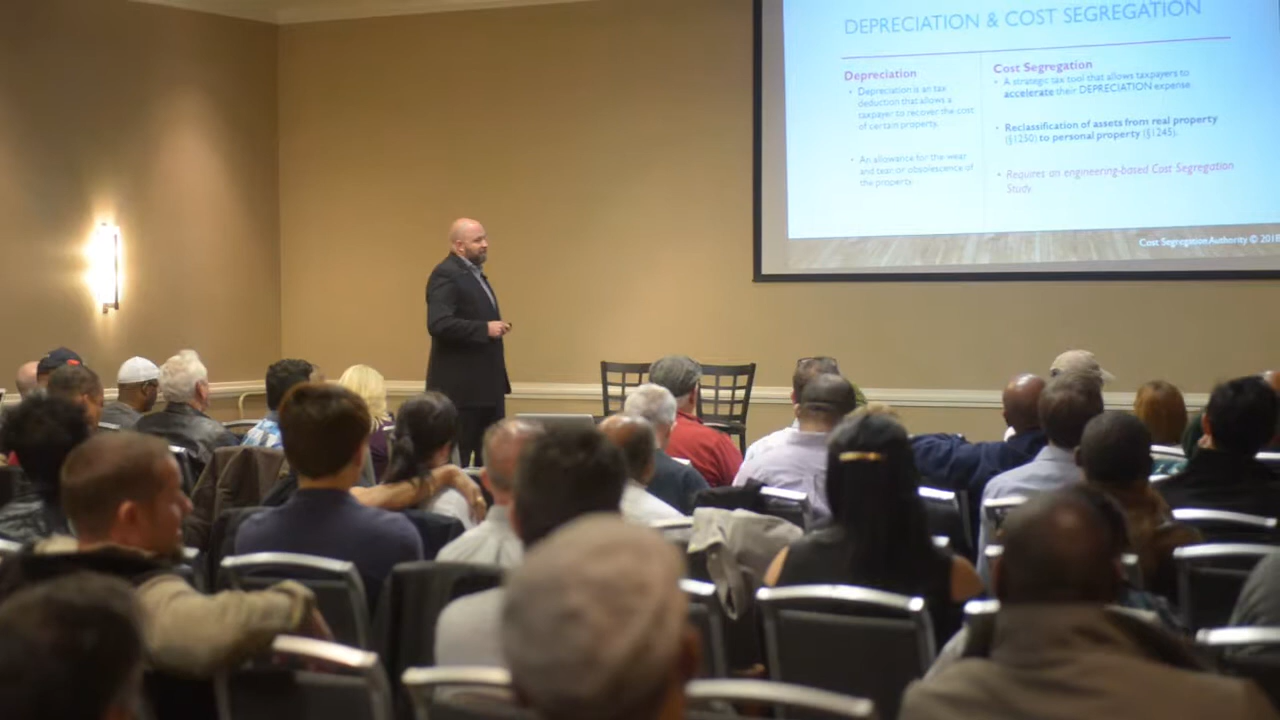 DEPRECIATION & COST SEGREGATION
Depreciation
• Depreciation is an tax
deduction that allows a
taxpayer to recover the cost
of certain property.
• An allowance for the wear
and tear, or obsolescence of
the property.
Cost Segregation
• A strategic tax tool that allows taxpayers to
accelerate their DEPRECIATION expense
• Reclassification of assets from real property
(§1250) to personal property (§1245).
• Requires an engineering-based Cost Segregation
Study
Cost Segregation Authority © 2018